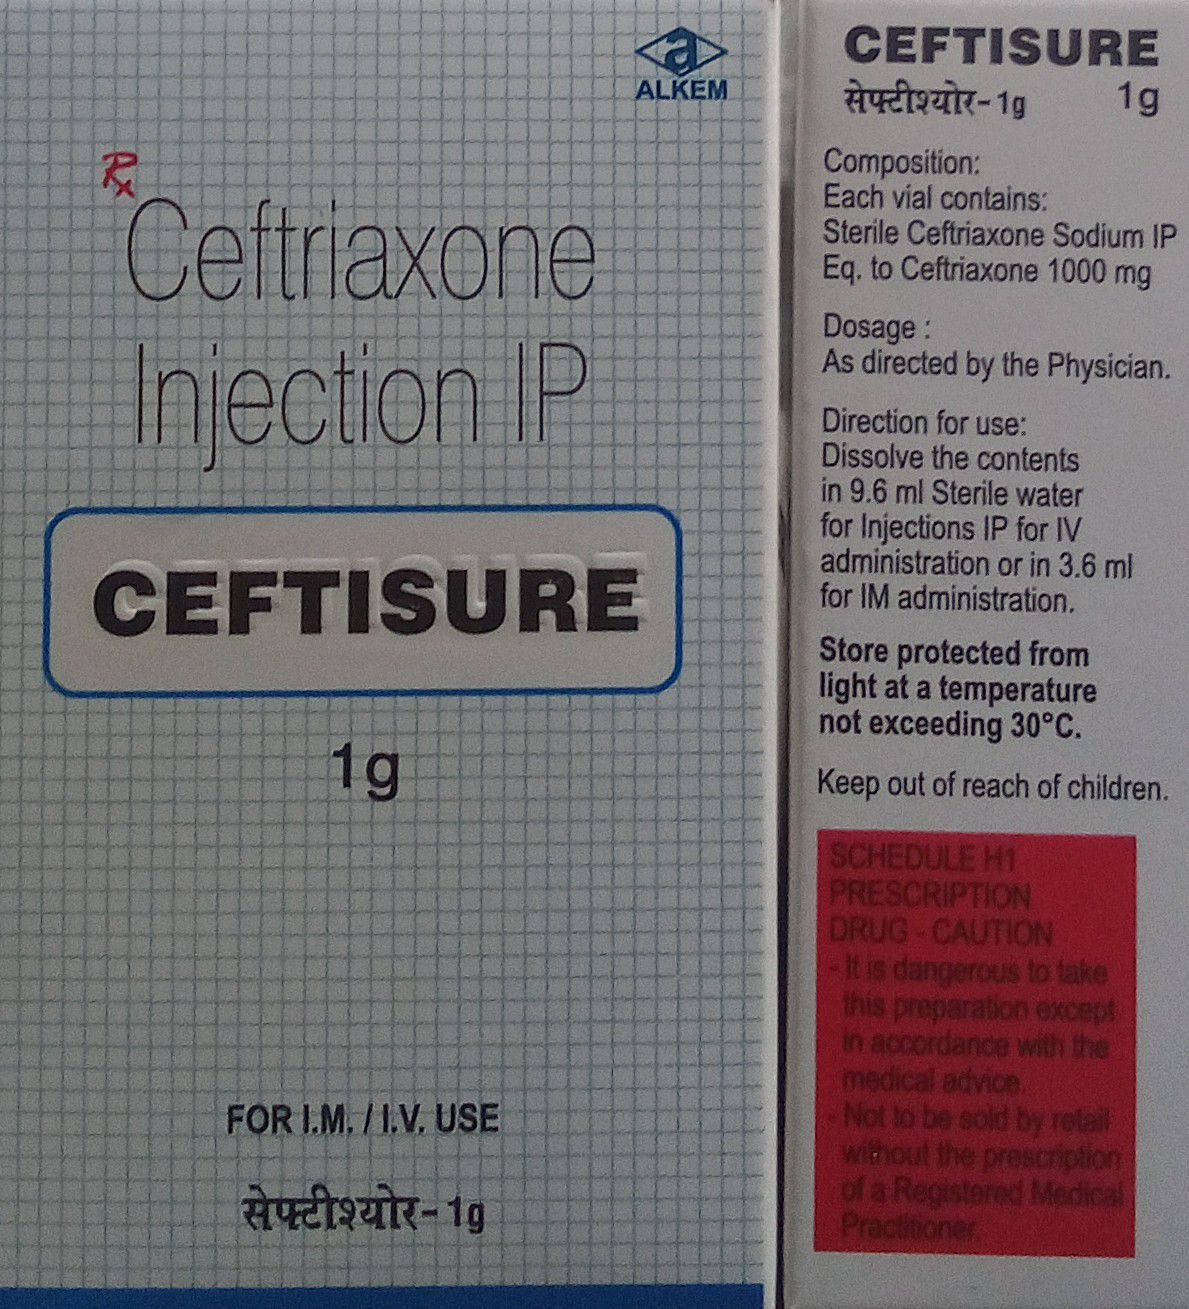 a
ALKEM
Rx
Ceftriaxone
Injection IP
CEFTISURE
1g
FOR I.M. / I.V. USE
सेफ्टीश्योर-1g
CEFTISURE
सेफ्टीश्योर-1g 1g
Composition:
Each vial contains:
Sterile Ceftriaxone Sodium IP
Eq. to Ceftriaxone 1000 mg
Dosage :
As directed by the Physician.
Direction for use:
Dissolve the contents
in 9.6 ml Sterile water
for Injections IP for IV
administration or in 3.6 ml
for IM administration.
Store protected from
light at a temperature
not exceeding 30°C.
Keep out of reach of children.
SCHEDULE H1
PRESCRIPTION
DRUG - CAUTION
- It is dangerous to take
this preparation except
in accordance with the
medical advice.
- Not to be sold by retail
without the prescription
of a Registered Medical
Practitioner.